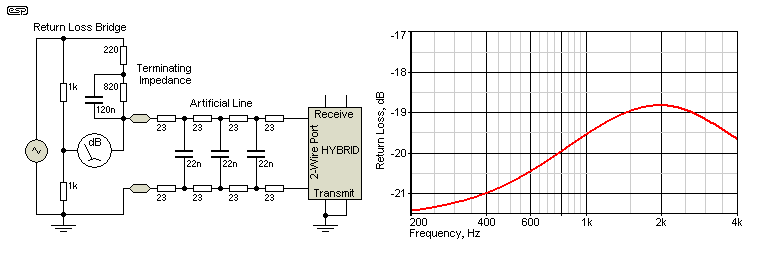 esp
Return Loss Bridge
220
Terminating
Impedance
1k
820
120n
Artificial Line
23 23 23 23
dB
22n 22n 22n
Receive
2-Wire Port
HYBRID
Transmit
1k
23 23 23 23
-17
-18
-19
-20
-21
Return Loss, dB
200 400 600 1k 2k 4k
Frequency, Hz